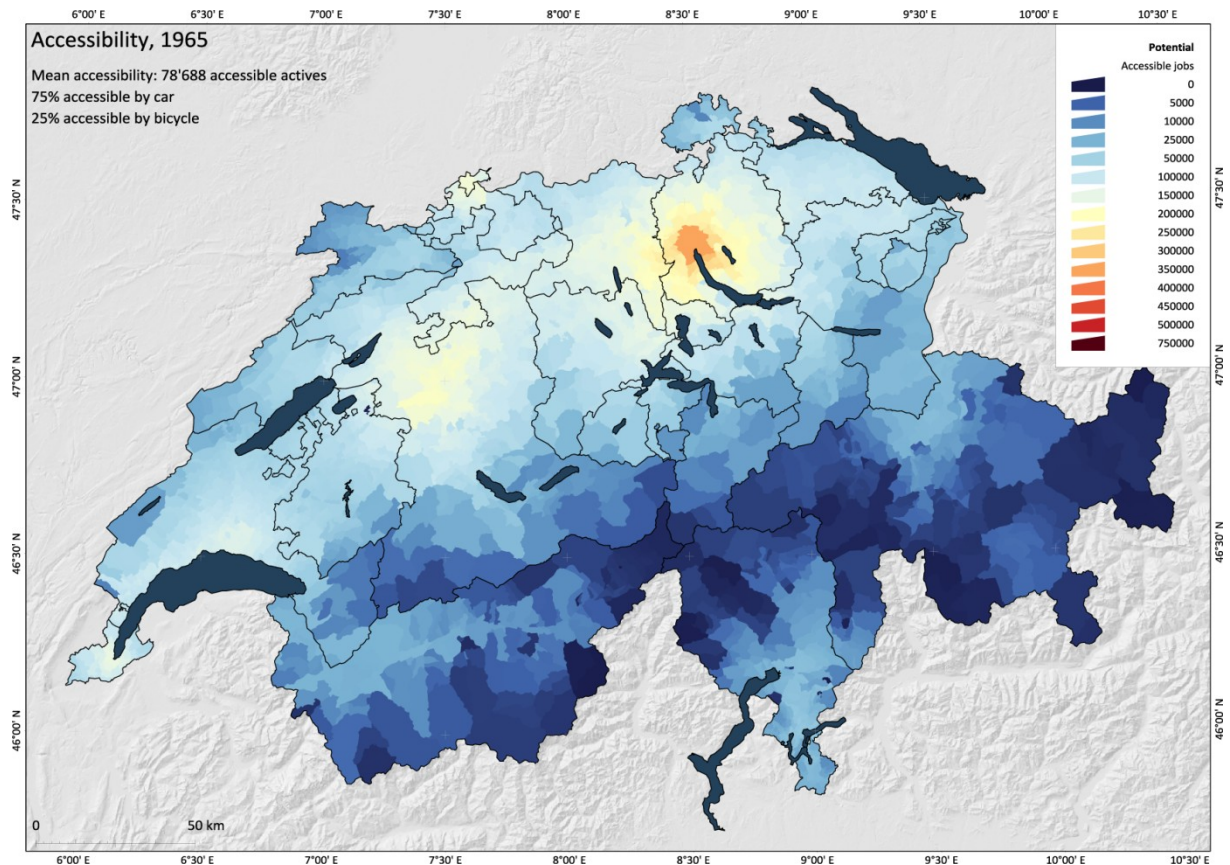 6°00' E 6°30' E 7°00' E 7°30' E 8°00' E 8°30' E 9°00' E 9°30' E 10°00' E 10°30' E
Accessibility, 1965
Mean accessibility: 78'688 accessible actives
75% accessible by car
25% accessible by bicycle
Potential
Accessible jobs
0
5000
10000
25000
50000
100000
150000
200000
250000
300000
350000
400000
450000
500000
750000
47°30' N
47°00' N
46°30' N
46°00' N
47°30' N
47°00' N
46°30' N
46°00' N
0 50 km
6°00' E 6°30' E 7°00' E 7°30' E 8°00' E 8°30' E 9°00' E 9°30' E 10°00' E 10°30' E